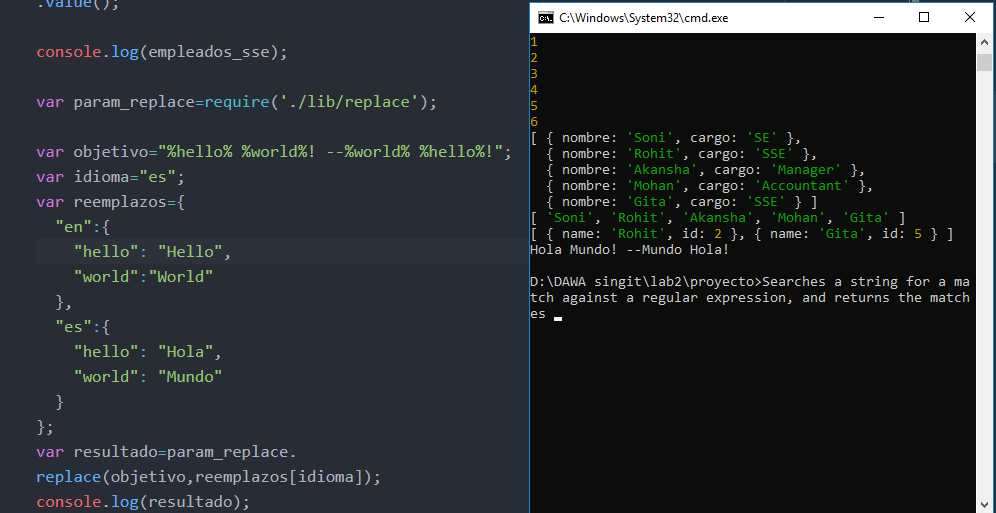 .value();
console.log(empleados_sse);
var param_replace=require('./lib/replace');
var objetivo="%hello% %world%! --%world% %hello%!";
var idioma="es";
var reemplazos={
"en":{
"hello": "Hello",
"world":"World"
},
"es":{
"hello": "Hola",
"world": "Mundo"
}
};
var resultado=param_replace.
replace(objetivo,reemplazos[idioma]);
console.log(resultado);
C:\Windows\System32\cmd.exe
1
2
3
4
5
6
[ { nombre: 'Soni', cargo: 'SE' },
{ nombre: 'Rohit', cargo: 'SSE' },
{ nombre: 'Akansha', cargo: 'Manager' },
{ nombre: 'Mohan', cargo: 'Accountant' },
{ nombre: 'Gita', cargo: 'SSE' } ]
[ 'Soni', 'Rohit', 'Akansha', 'Mohan', 'Gita' ]
[ { name: 'Rohit', id: 2 }, { name: 'Gita', id: 5 } ]
Hola Mundo! --Mundo Hola!
D:\DAWA singit\lab2\proyecto>Searches a string for a ma
tch against a regular expression, and returns the match
es